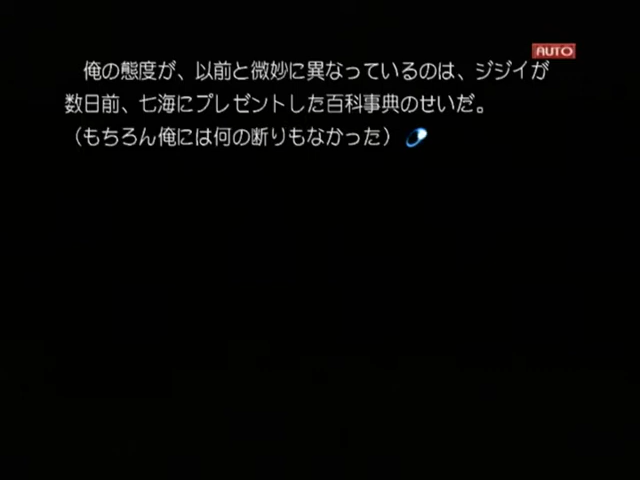 AUTO
俺の態度が、以前と微妙に異なっているのは、ジジイが
数日前、七海にプレゼントした百科事典のせいだ。
（もちろん俺には何の断りもなかった）